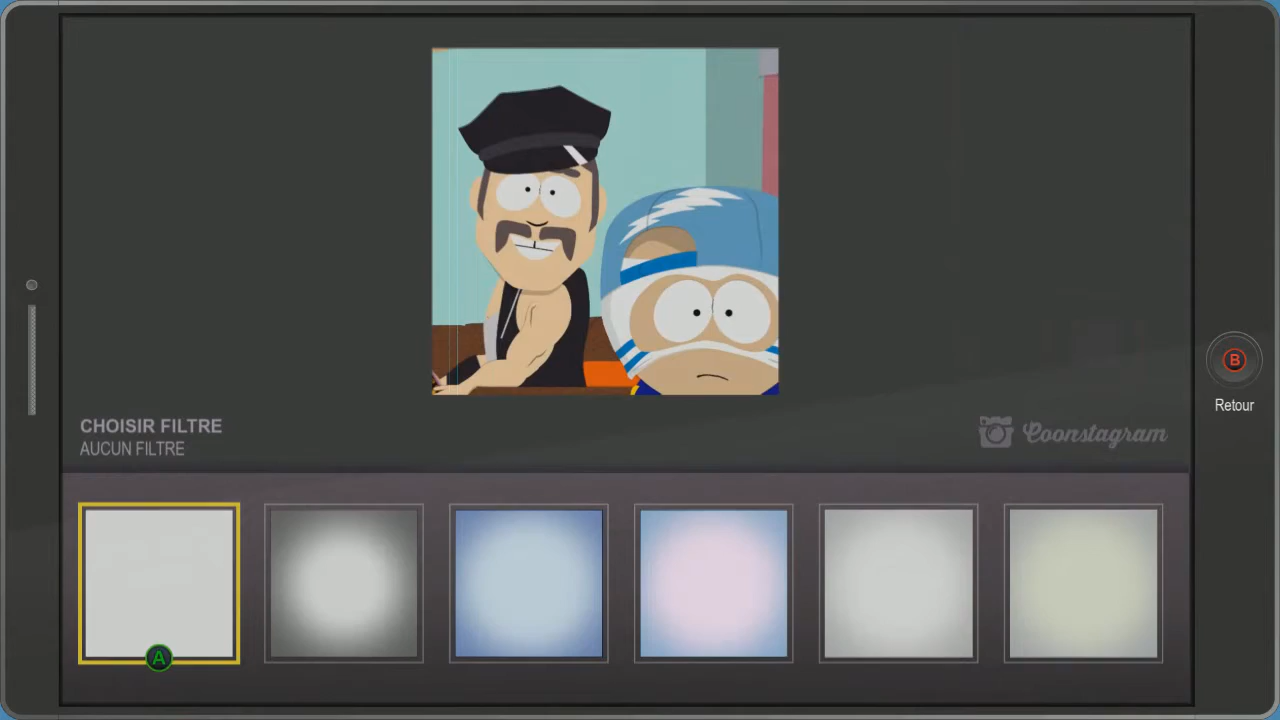 CHOISIR FILTRE
AUCUN FILTRE
Coonstagram
B
Retour
A